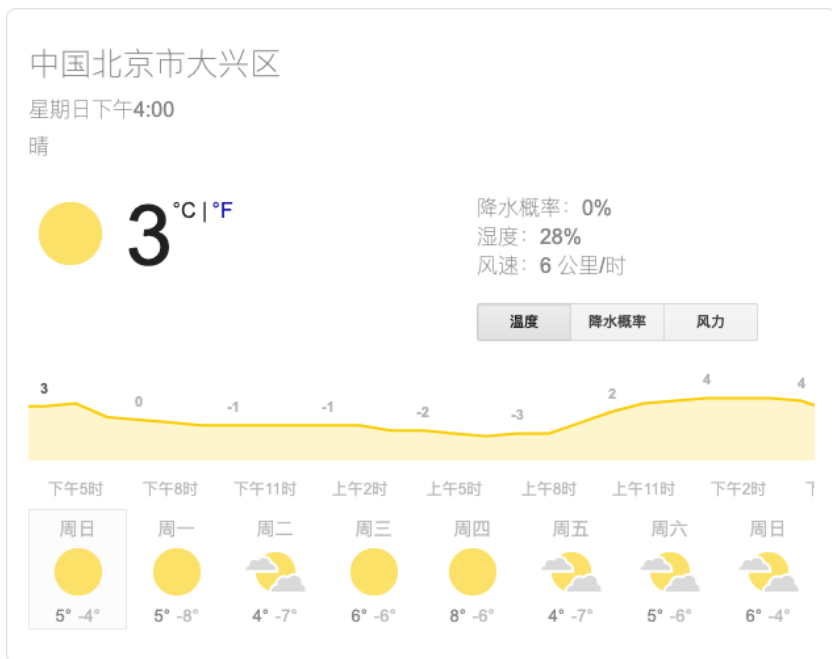 中国北京市大兴区
星期日下午4:00
晴
3 °C | °F
降水概率：0%
湿度：28%
风速：6 公里/时
温度 降水概率 风力
3 0 -1 -1 -2 -3 2 4 4
下午5时 下午8时 下午11时 上午2时 上午5时 上午8时 上午11时 下午2时
周日 周一 周二 周三 周四 周五 周六 周日
5° -4° 5° -8° 4° -7° 6° -6° 8° -6° 4° -7° 5° -6° 6° -4°